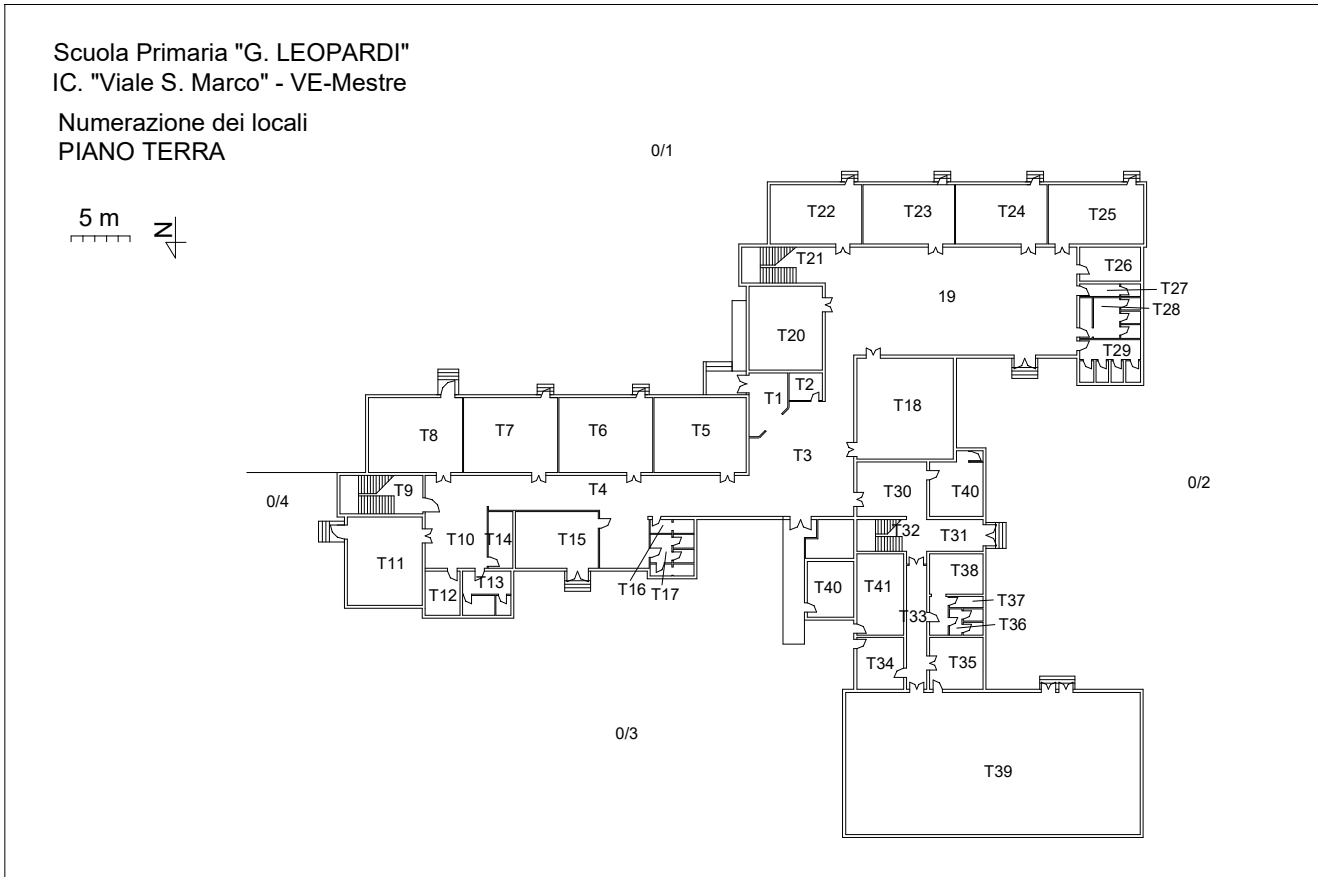 Scuola Primaria "G. LEOPARDI"
IC. "Viale S. Marco" - VE-Mestre
Numerazione dei locali
PIANO TERRA
0/1
5 m
N
T22
T23
T24
T25
T21
T26
T27
19
T28
T20
T29
T1
T2
T18
T8
T7
T6
T5
T3
T9
T4
T30
T40
0/4
0/2
T10
T14
T15
T32
T31
T11
T13
T16
T17
T12
T40
T41
T38
T37
T33
T36
T34
T35
0/3
T39